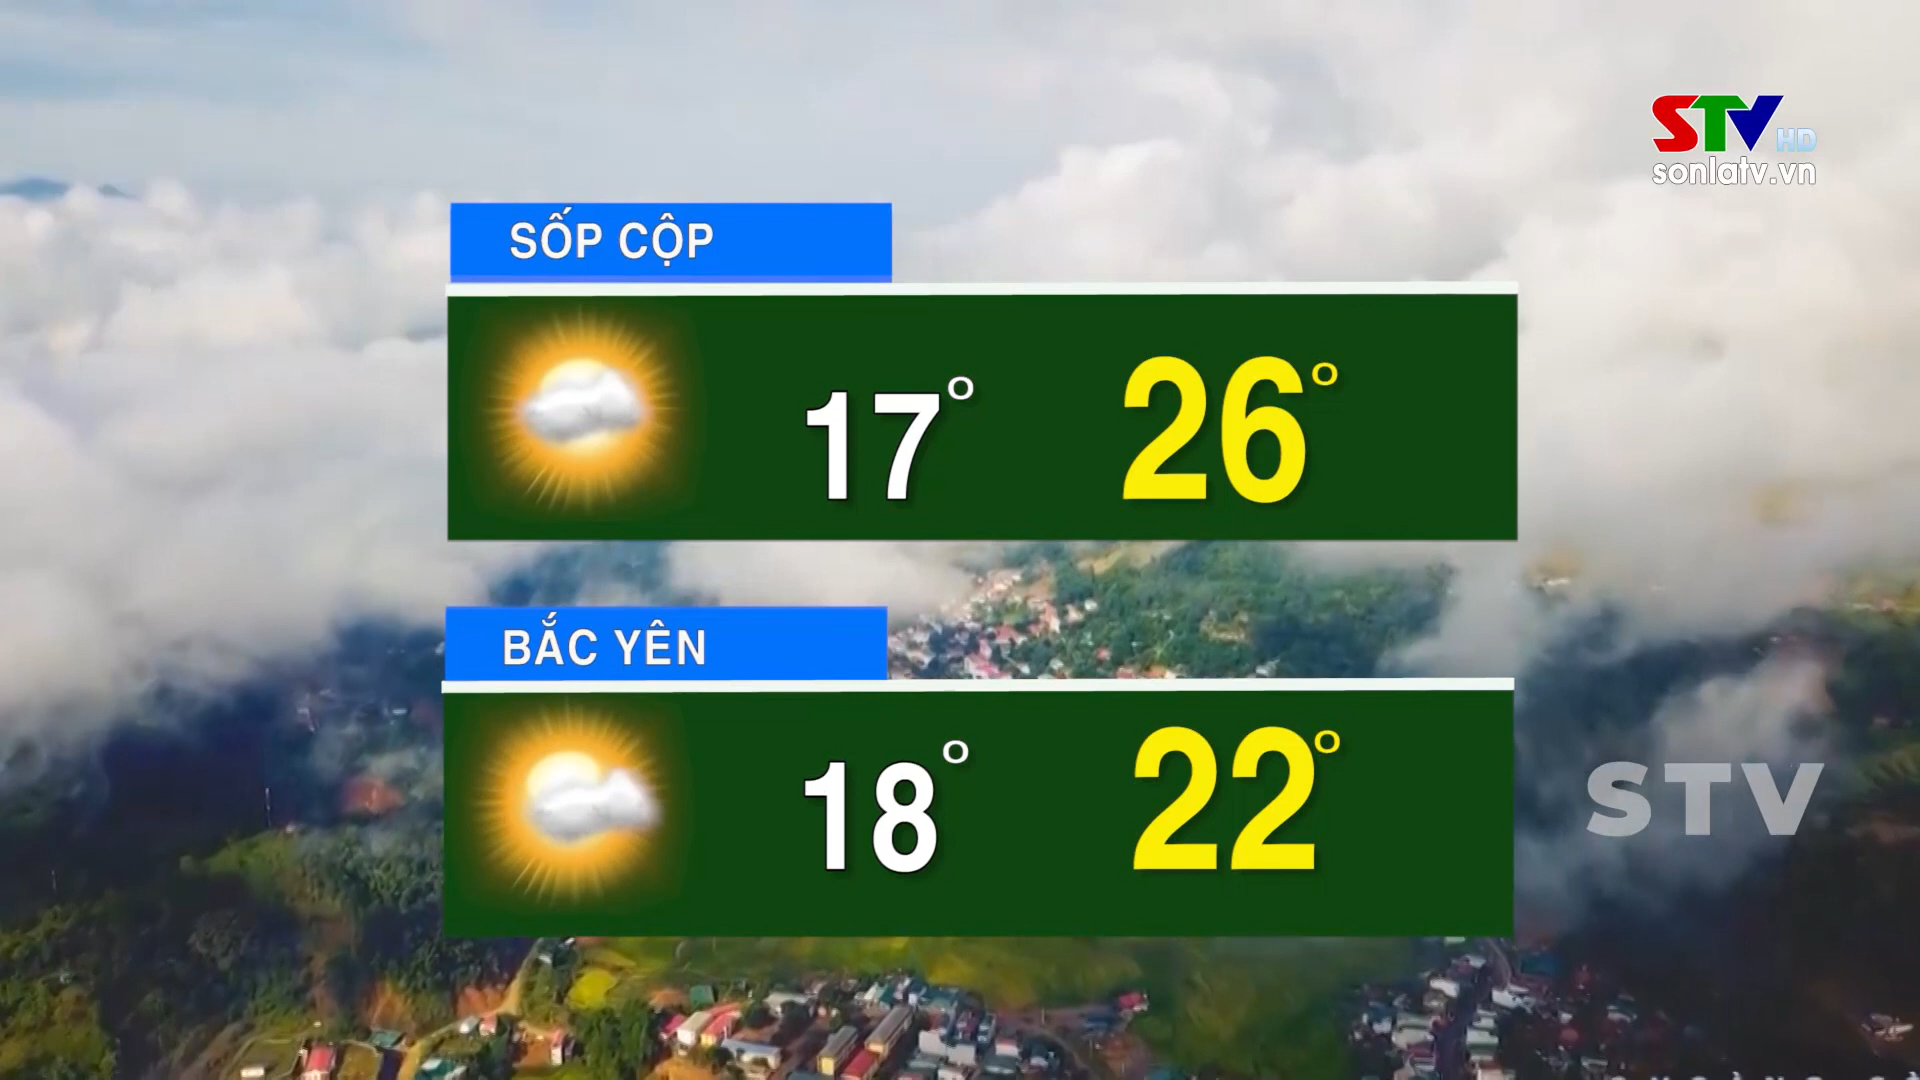 STV HD
sonlatv.vn
SỐP CỘP
17° 26°
BẮC YÊN
18° 22°
STV